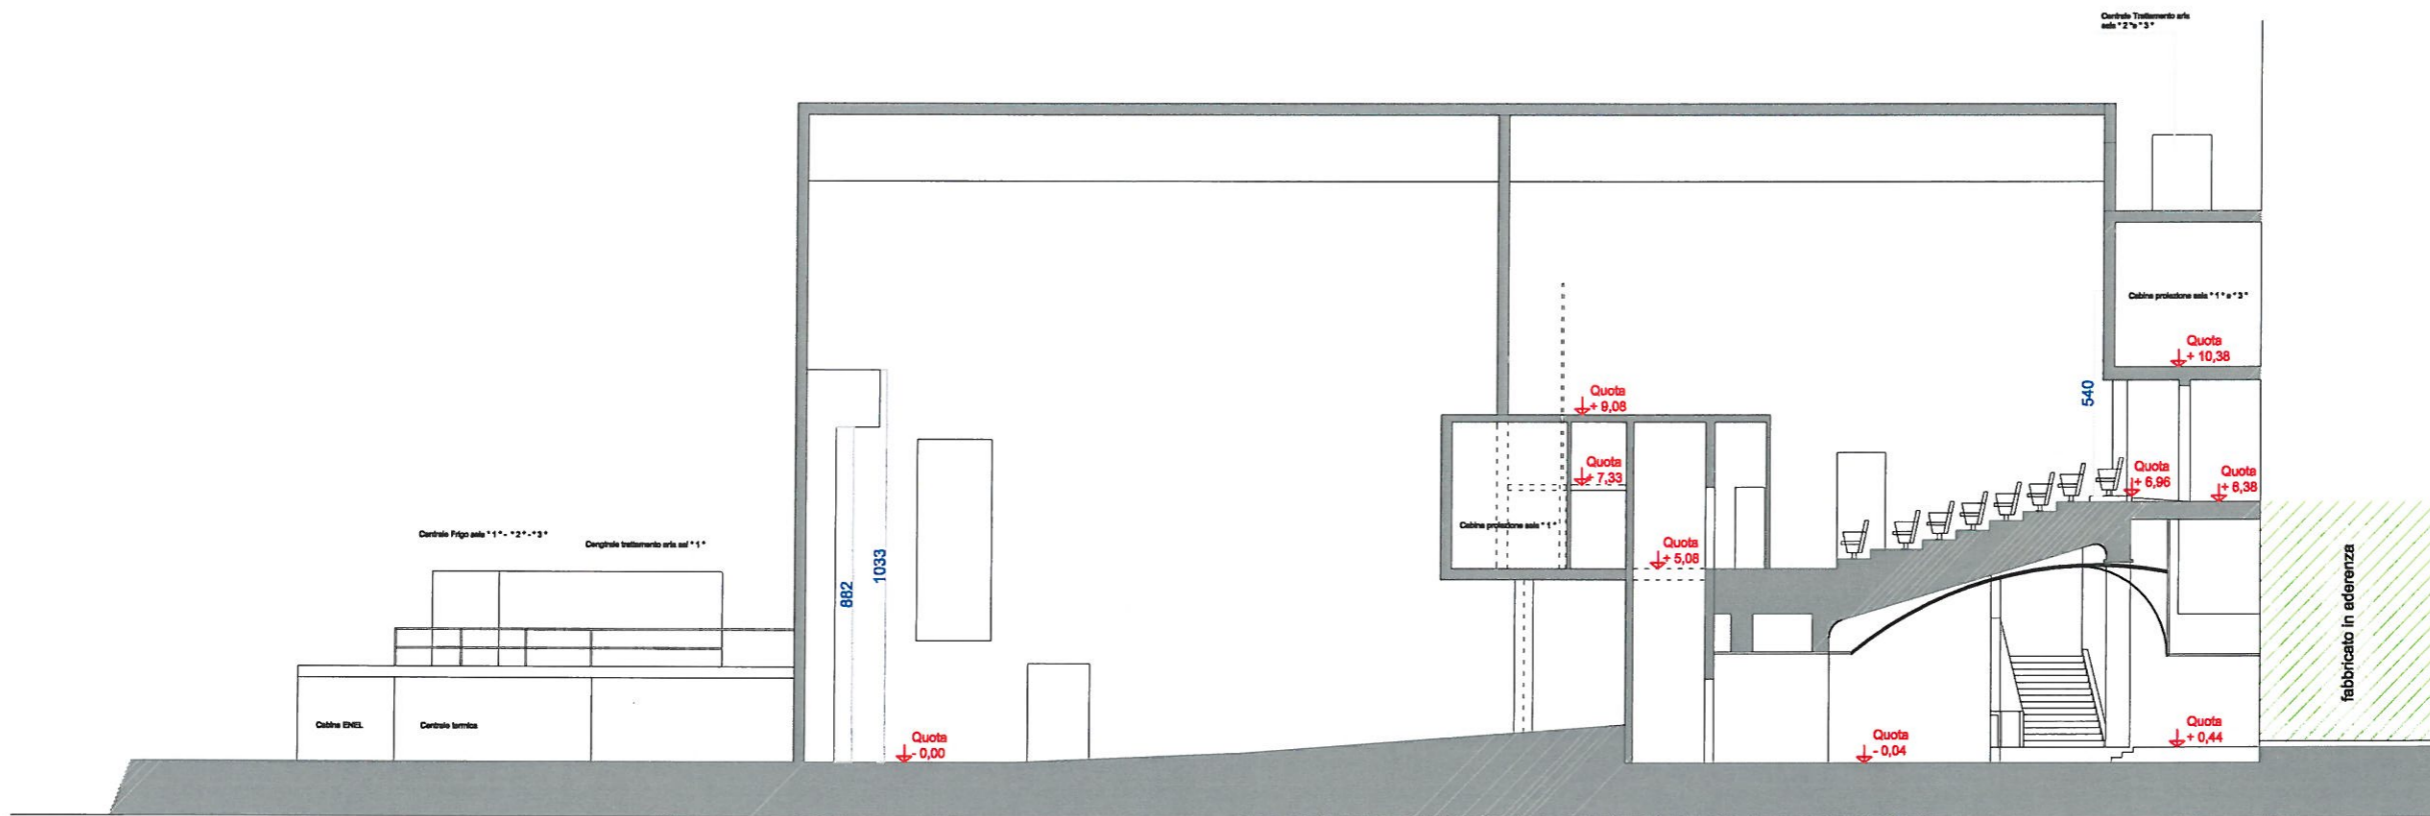 Centrale Trattamento aria
sala "2" e "3"
Cabina proiezione sala "1" e "3"
Quota
+ 10,38
540
Quota
+ 9,08
Quota
+ 7,33
Quota
+ 6,96
Quota
+ 6,38
Cabina proiezione sala "1"
Centrale Frigo sala "1" - "2" - "3"
Cengtrale trattamento aria sal "1"
Quota
+ 5,08
1033
882
fabbricato in aderenza
Cabina ENEL
Centrale termica
Quota
- 0,00
Quota
- 0,04
Quota
+ 0,44